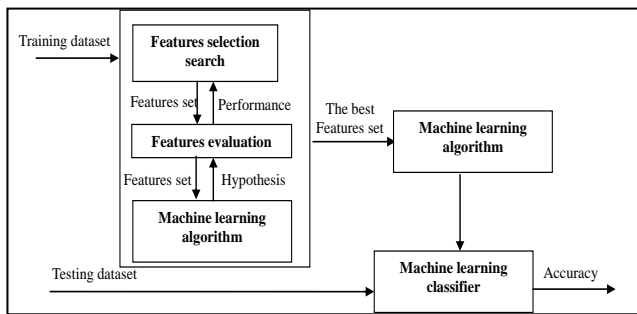 Training dataset
Features selection
search
Features set
Performance
Features evaluation
Features set
Hypothesis
Machine learning
algorithm
The best
Features set
Machine learning
algorithm
Testing dataset
Machine learning
classifier
Accuracy